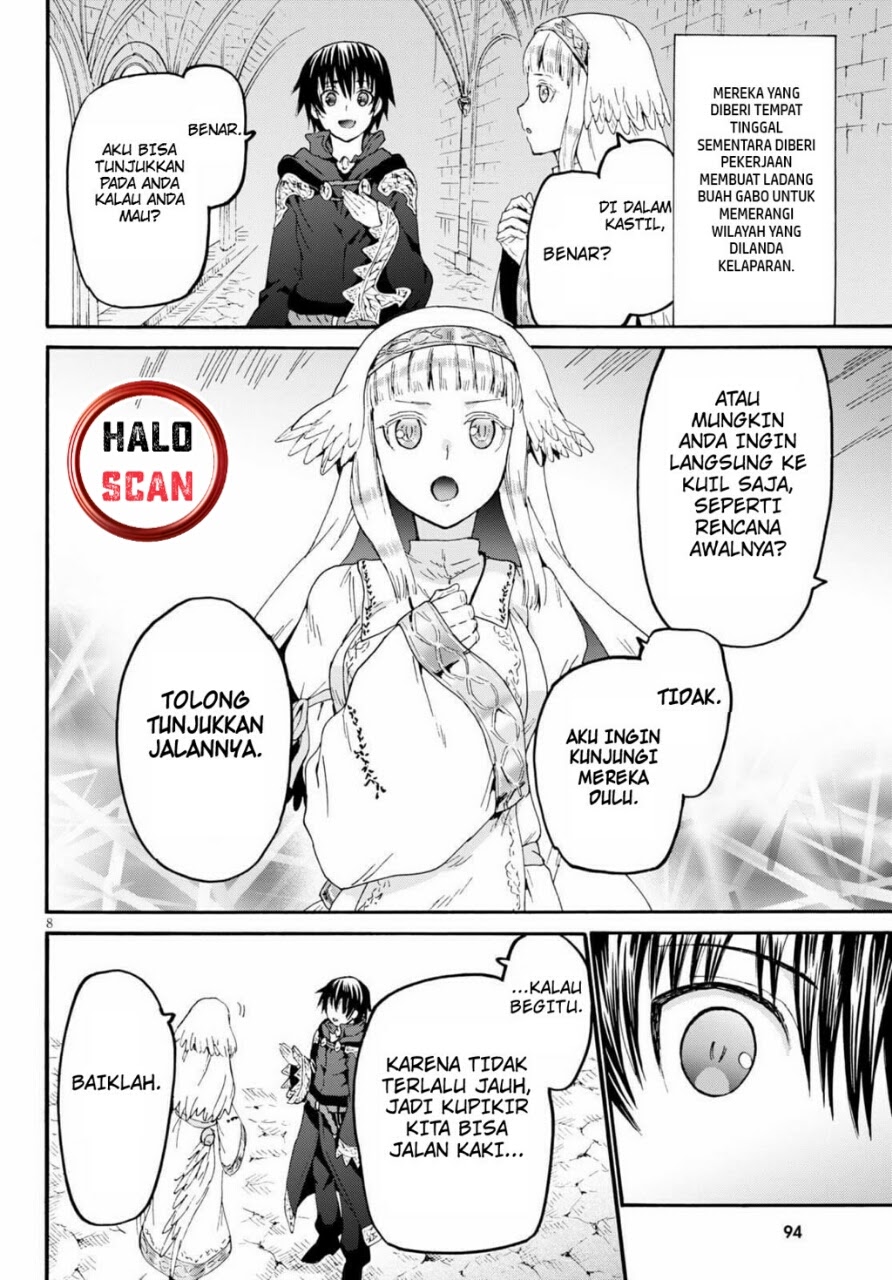 MEREKA YANG
DIBERI TEMPAT
TINGGAL
SEMENTARA DIBERI
PEKERJAAN
MEMBUAT LADANG
BUAH GABO UNTUK
MEMERANGI
WILAYAH YANG
DILANDA
KELAPARAN.
DI DALAM
KASTIL,
BENAR?
BENAR...
AKU BISA
TUNJUKKAN
PADA ANDA
KALAU ANDA
MAU?
ATAU
MUNGKIN
ANDA INGIN
LANGSUNG KE
KUIL SAJA,
SEPERTI
RENCANA
AWALNYA?
HALO
SCAN
TIDAK.
AKU INGIN
KUNJUNGI
MEREKA
DULU.
TOLONG
TUNJUKKAN
JALANNYA.
8
...KALAU
BEGITU.
KARENA TIDAK
TERLALU JAUH,
JADI KUPIKIR
KITA BISA
JALAN KAKI...
BAIKLAH.
94